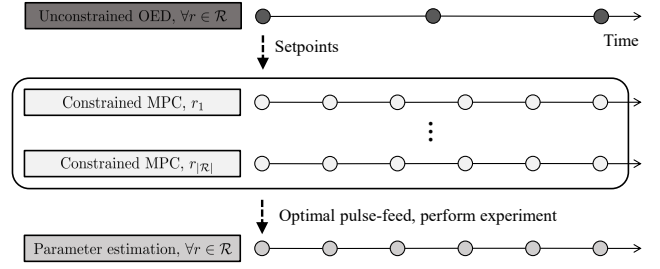 Unconstrained OED, ∀r ∈ ℛ
Time
Setpoints
Constrained MPC, r₁
Constrained MPC, r|ℛ|
Optimal pulse-feed, perform experiment
Parameter estimation, ∀r ∈ ℛ